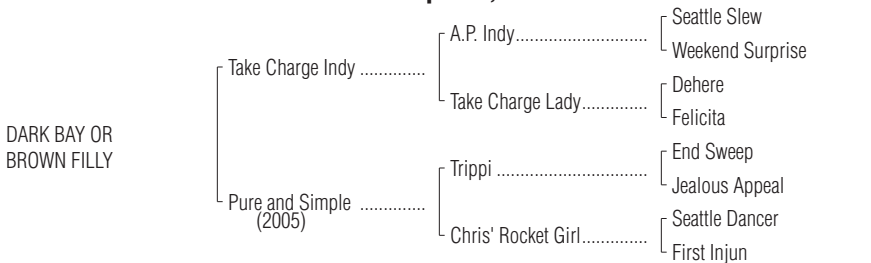 Seattle Slew
A.P. Indy
Weekend Surprise
Take Charge Indy
Dehere
Take Charge Lady
Felicita
DARK BAY OR
BROWN FILLY
End Sweep
Trippi
Jealous Appeal
Pure and Simple
(2005)
Seattle Dancer
Chris' Rocket Girl
First Injun